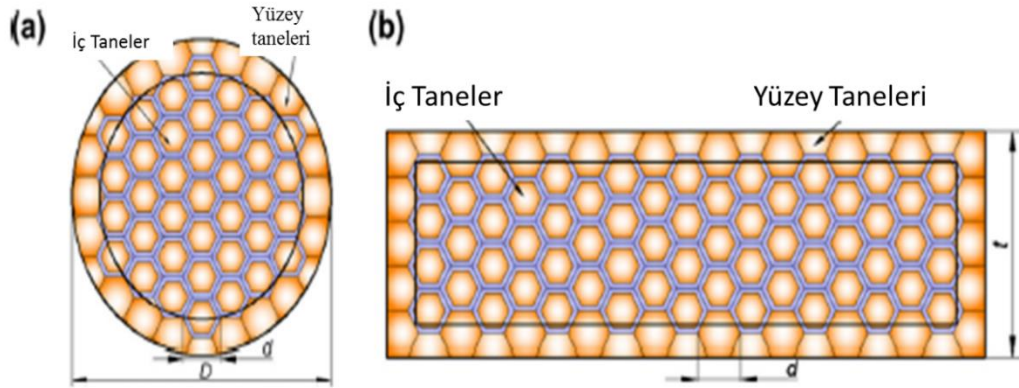 (a)
İç Taneler
Yüzey
taneleri
d
D
(b)
İç Taneler
Yüzey Taneleri
t
d